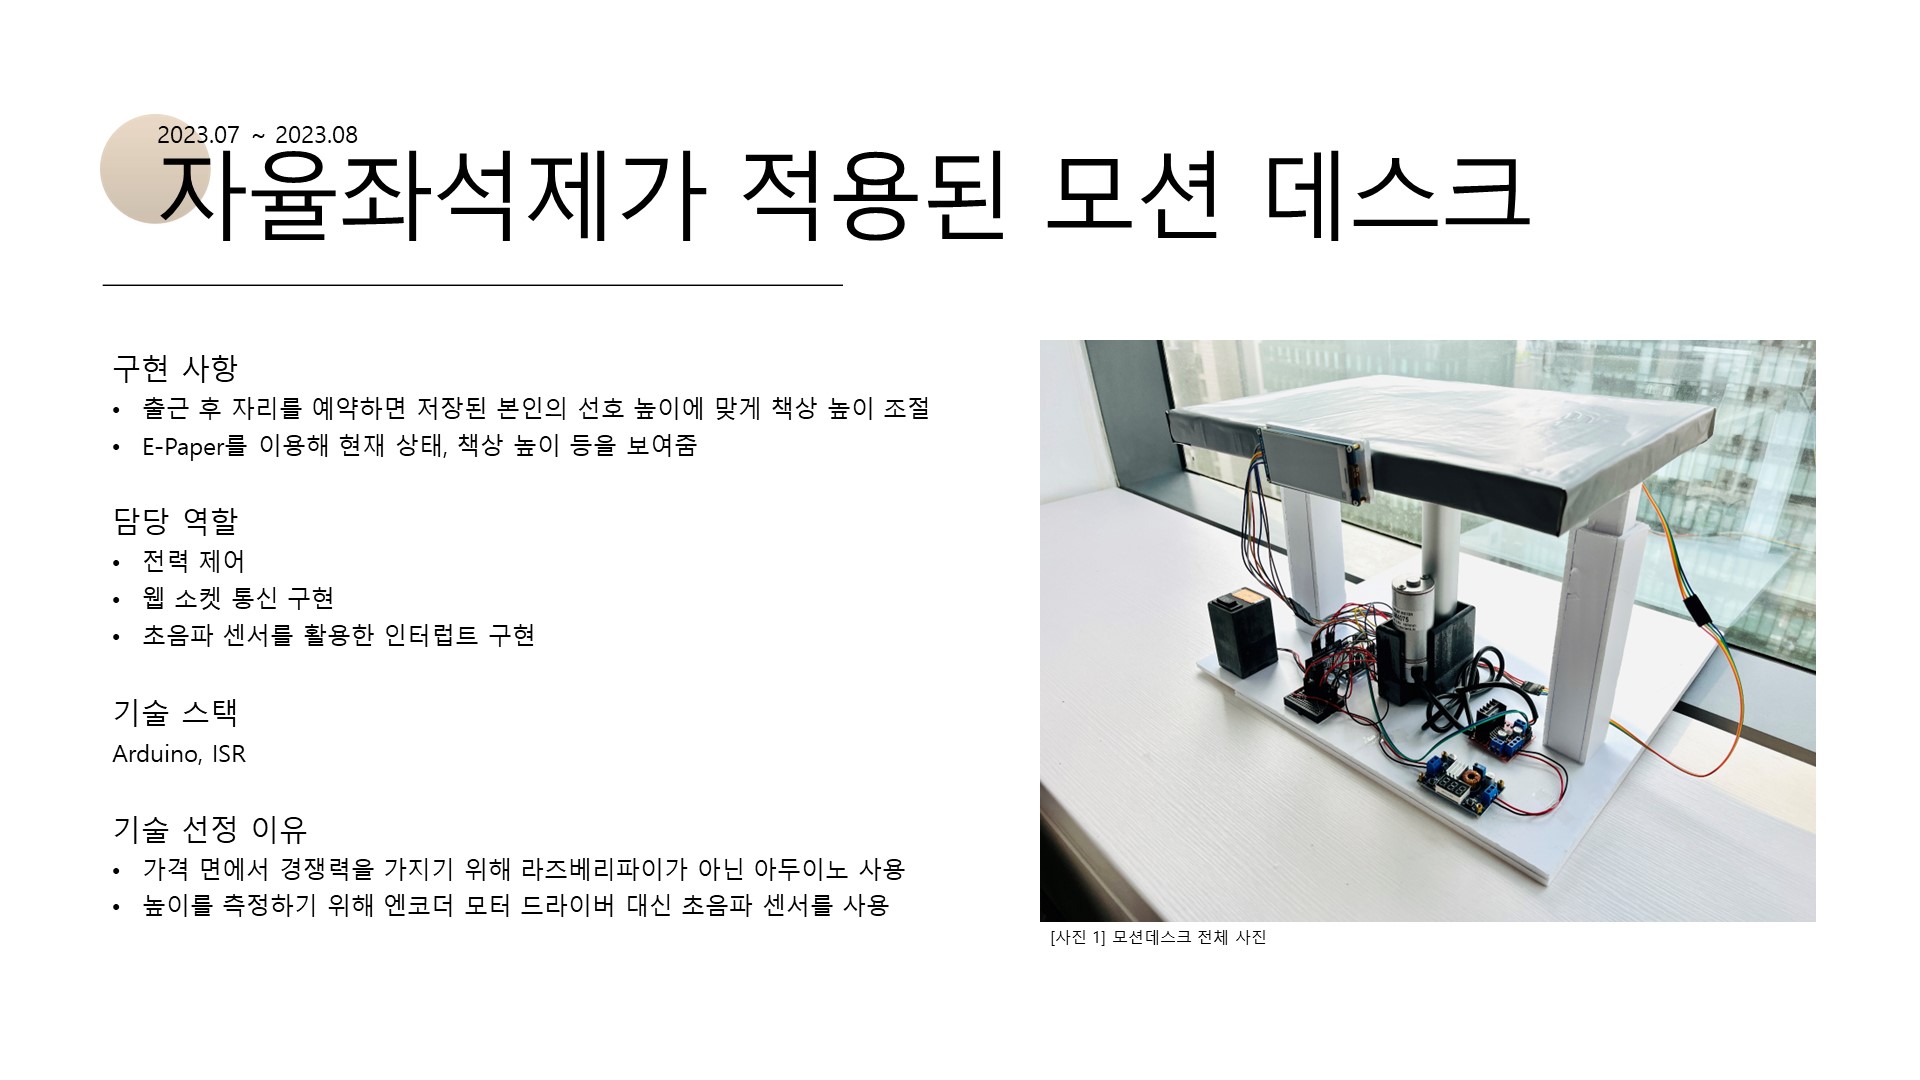 2023.07 ~ 2023.08
자율좌석제가 적용된 모션 데스크
구현 사항
• 출근 후 자리를 예약하면 저장된 본인의 선호 높이에 맞게 책상 높이 조절
• E-Paper를 이용해 현재 상태, 책상 높이 등을 보여줌
담당 역할
• 전력 제어
• 웹 소켓 통신 구현
• 초음파 센서를 활용한 인터럽트 구현
기술 스택
Arduino, ISR
기술 선정 이유
• 가격 면에서 경쟁력을 가지기 위해 라즈베리파이가 아닌 아두이노 사용
• 높이를 측정하기 위해 엔코더 모터 드라이버 대신 초음파 센서를 사용
[사진 1] 모션데스크 전체 사진